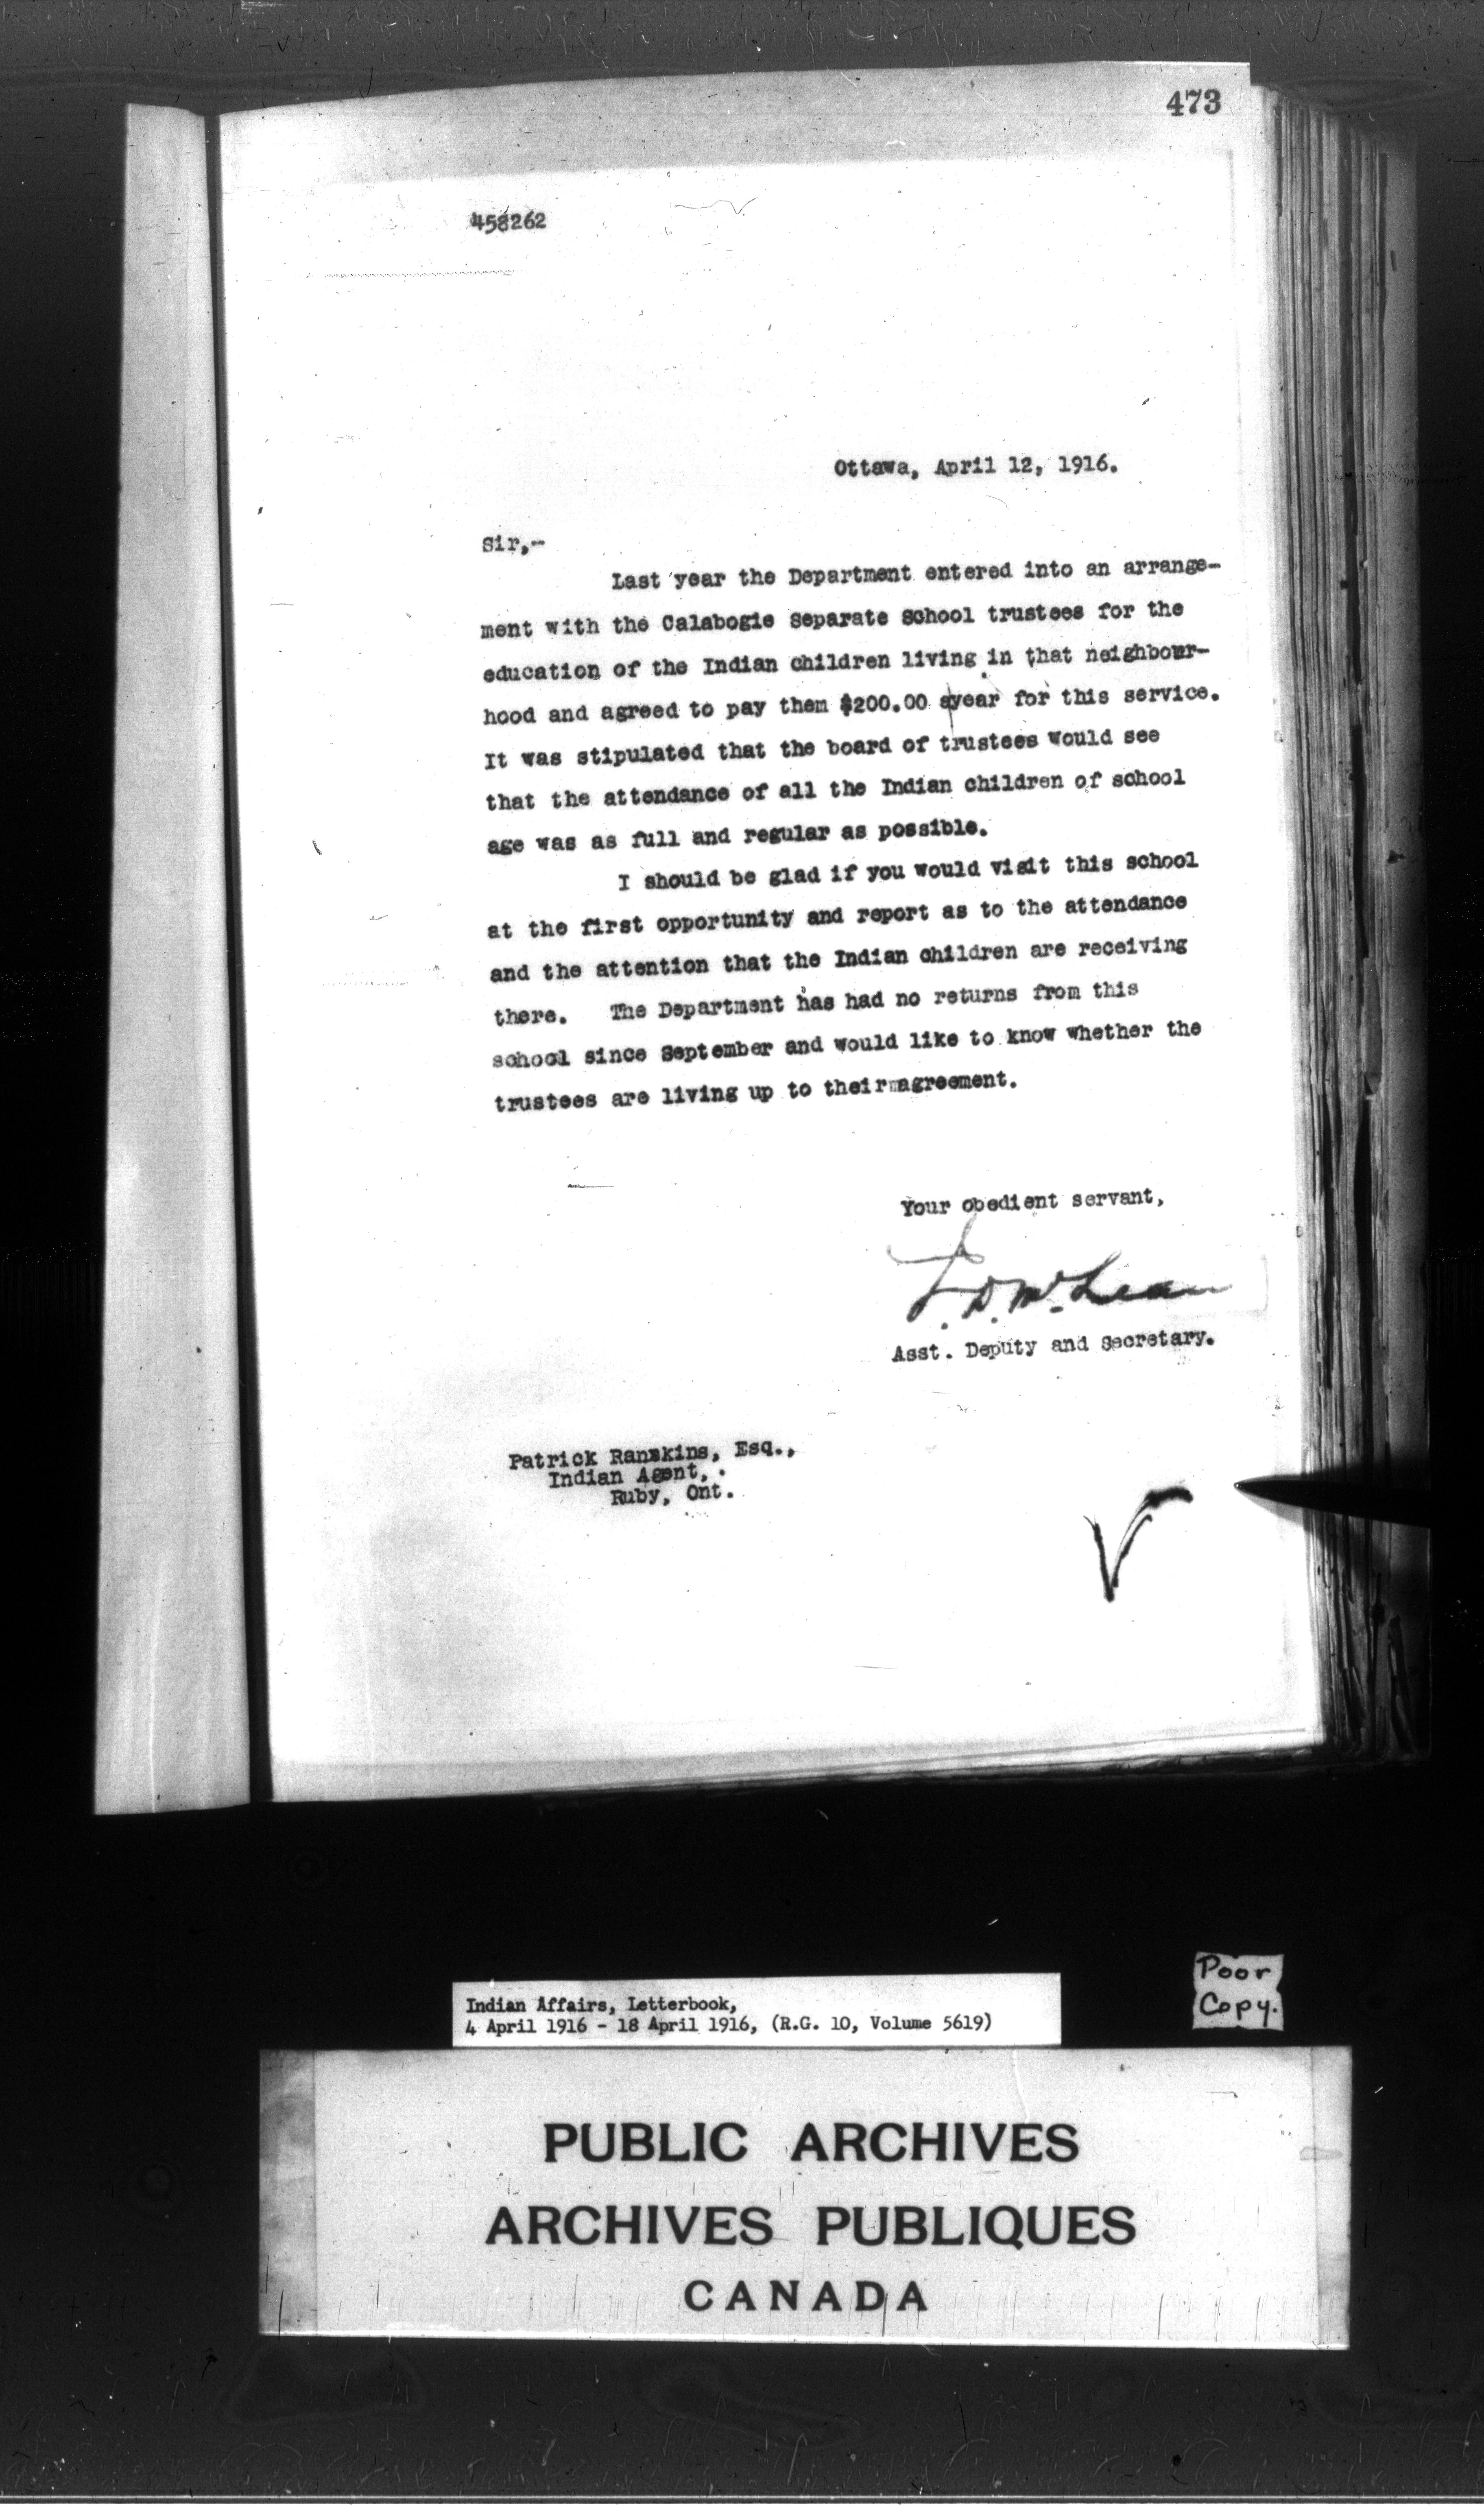 473
458262
Ottawa, April 12, 1916.
Sir,--
Last year the Department entered into an arrange-
ment with the Calabogie Separate School trustees for the
education of the Indian children living in that neighbour-
hood and agreed to pay them $200.00 ayear for this service.
It was stipulated that the board of trustees would see
that the attendance of all the Indian children of school
age was as full and regular as possible.
I should be glad if you would visit this school
at the first opportunity and report as to the attendance
and the attention that the Indian children are receiving
there. The Department has had no returns from this
school since September and would like to know whether the
trustees are living up to their agreement.
Your obedient servant,
J. D. McLean
Asst. Deputy and Secretary.
Patrick Ranskins, Esq.,
Indian Agent,
Ruby, Ont.
Poor
Copy.
Indian Affairs, Letterbook,
4 April 1916 - 18 April 1916, (R.G. 10, Volume 5619)
PUBLIC ARCHIVES
ARCHIVES PUBLIQUES
CANADA